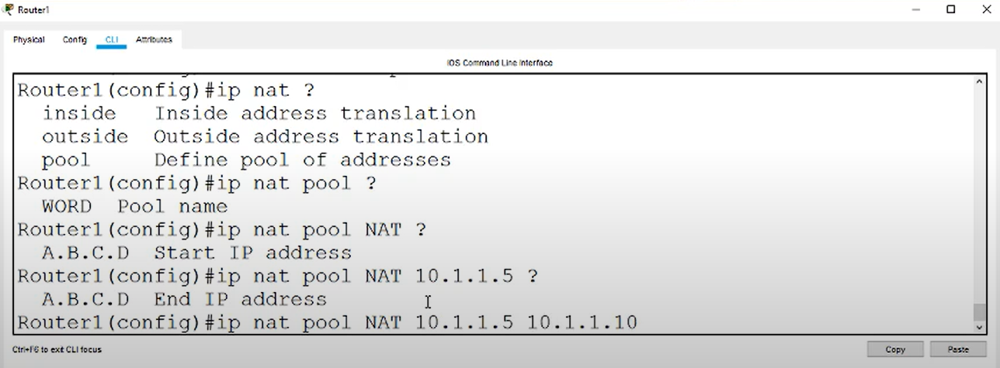 Router1
Physical Config CLI Attributes
IOS Command Line Interface
Router1(config)#ip nat ?
inside Inside address translation
outside Outside address translation
pool Define pool of addresses
Router1(config)#ip nat pool ?
WORD Pool name
Router1(config)#ip nat pool NAT ?
A.B.C.D Start IP address
Router1(config)#ip nat pool NAT 10.1.1.5 ?
A.B.C.D End IP address
Router1(config)#ip nat pool NAT 10.1.1.5 10.1.1.10
Ctrl+F6 to exit CLI focus
Copy Paste